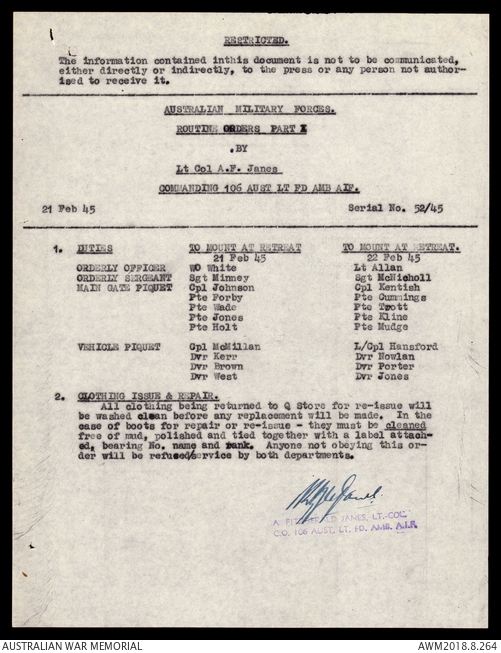 RESTRICTED.
The information contained inthis document is not to be communicated,
either directly or indirectly, to the press or any person not author-
ised to receive it.
AUSTRALIAN MILITARY FORCES.
ROUTINE ORDERS PART I
.BY
Lt Col A.F. Janes
COMMANDING 106 AUST LT FD AMB AIF.
21 Feb 45 Serial No. 52/45
1. DUTIES TO MOUNT AT RETREAT TO MOUNT AT RETREAT.
21 Feb 45 22 Feb 45
ORDERLY OFFICER WO White Lt Allan
ORDERLY SERGEANT Sgt Minney Sgt McNicholl
MAIN GATE PIQUET Cpl Johnson Cpl Kentish
Pte Forby Pte Cummings
Pte Wade Pte Trott
Pte Jones Pte Kline
Pte Holt Pte Mudge
VEHICLE PIQUET Cpl McMillan L/Cpl Hansford
Dvr Kerr Dvr Nowlan
Dvr Brown Dvr Porter
Dvr West Dvr Jones
2. CLOTHING ISSUE & REPAIR.
All clothing being returned to Q Store for re-issue will
be washed clean before any replacement will be made. In the
case of boots for repair or re-issue - they must be cleaned
free of mud, polished and tied together with a label attach-
ed, bearing No. name and rank. Anyone not obeying this or-
der will be refused/service by both departments.
A. FITZGERALD JANES, LT.-COL.
C.O. 106 AUST. LT. FD. AMB. A.I.F.
AUSTRALIAN WAR MEMORIAL AWM2018.8.264